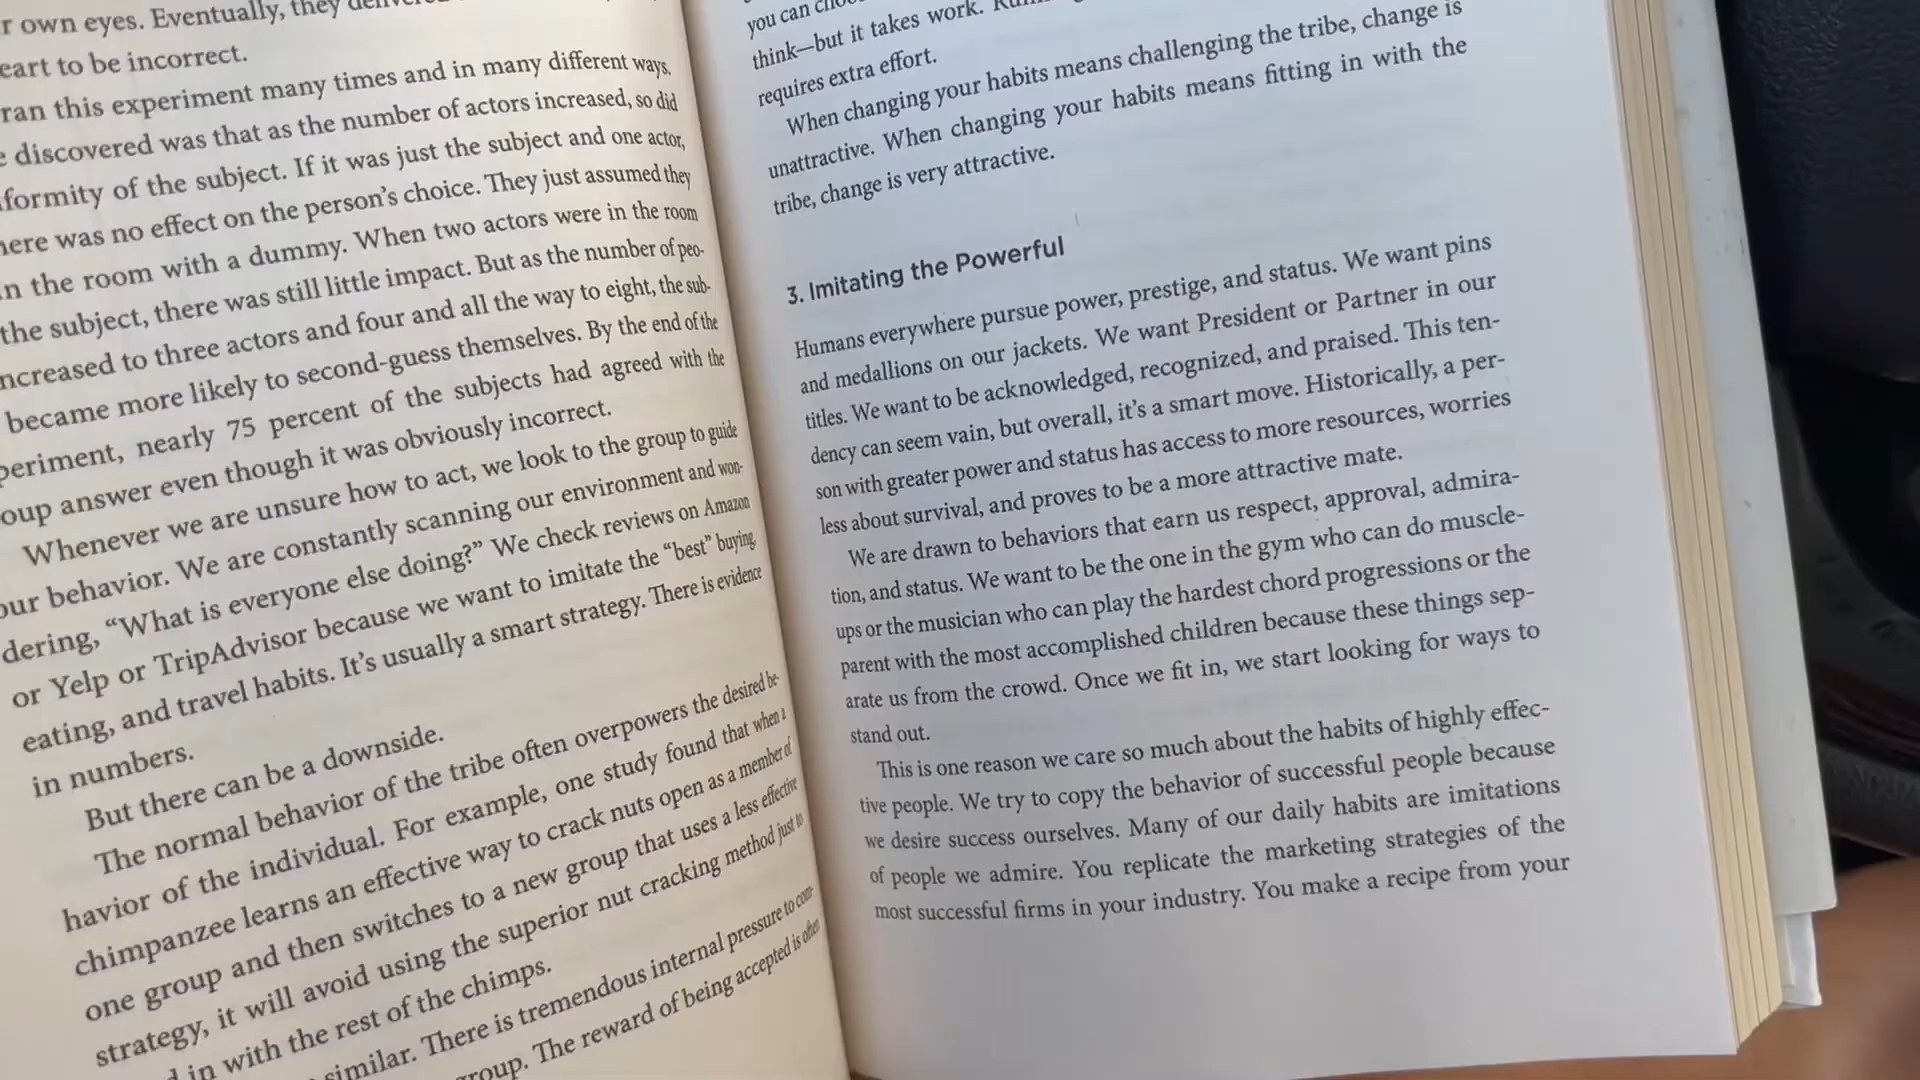 r own eyes. Eventually, they
eart to be incorrect.
ran this experiment many times and in many different ways.
discovered was that as the number of actors increased, so did
formity of the subject. If it was just the subject and one actor,
here was no effect on the person's choice. They just assumed they
n the room with a dummy. When two actors were in the room
the subject, there was still little impact. But as the number of peo-
ncreased to three actors and four and all the way to eight, the sub-
became more likely to second-guess themselves. By the end of the
periment, nearly 75 percent of the subjects had agreed with the
oup answer even though it was obviously incorrect.
Whenever we are unsure how to act, we look to the group to guide
our behavior. We are constantly scanning our environment and won-
dering, “What is everyone else doing?” We check reviews on Amazon
or Yelp or TripAdvisor because we want to imitate the “best” buying,
eating, and travel habits. It's usually a smart strategy. There is evidence
in numbers.
But there can be a downside.
The normal behavior of the tribe often overpowers the desired be-
havior of the individual. For example, one study found that when a
chimpanzee learns an effective way to crack nuts open as a member of
one group and then switches to a new group that uses a less effective
strategy, it will avoid using the superior nut cracking method just to
in with the rest of the chimps.
similar. There is tremendous internal pressure to com-
group. The reward of being accepted is often
you can
think—but it takes work.
requires extra effort.
When changing your habits means challenging the tribe, change is
unattractive. When changing your habits means fitting in with the
tribe, change is very attractive.
3. Imitating the Powerful
Humans everywhere pursue power, prestige, and status. We want pins
and medallions on our jackets. We want President or Partner in our
titles. We want to be acknowledged, recognized, and praised. This ten-
dency can seem vain, but overall, it's a smart move. Historically, a per-
son with greater power and status has access to more resources, worries
less about survival, and proves to be a more attractive mate.
We are drawn to behaviors that earn us respect, approval, admira-
tion, and status. We want to be the one in the gym who can do muscle-
ups or the musician who can play the hardest chord progressions or the
parent with the most accomplished children because these things sep-
arate us from the crowd. Once we fit in, we start looking for ways to
stand out.
This is one reason we care so much about the habits of highly effec-
tive people. We try to copy the behavior of successful people because
we desire success ourselves. Many of our daily habits are imitations
of people we admire. You replicate the marketing strategies of the
most successful firms in your industry. You make a recipe from your